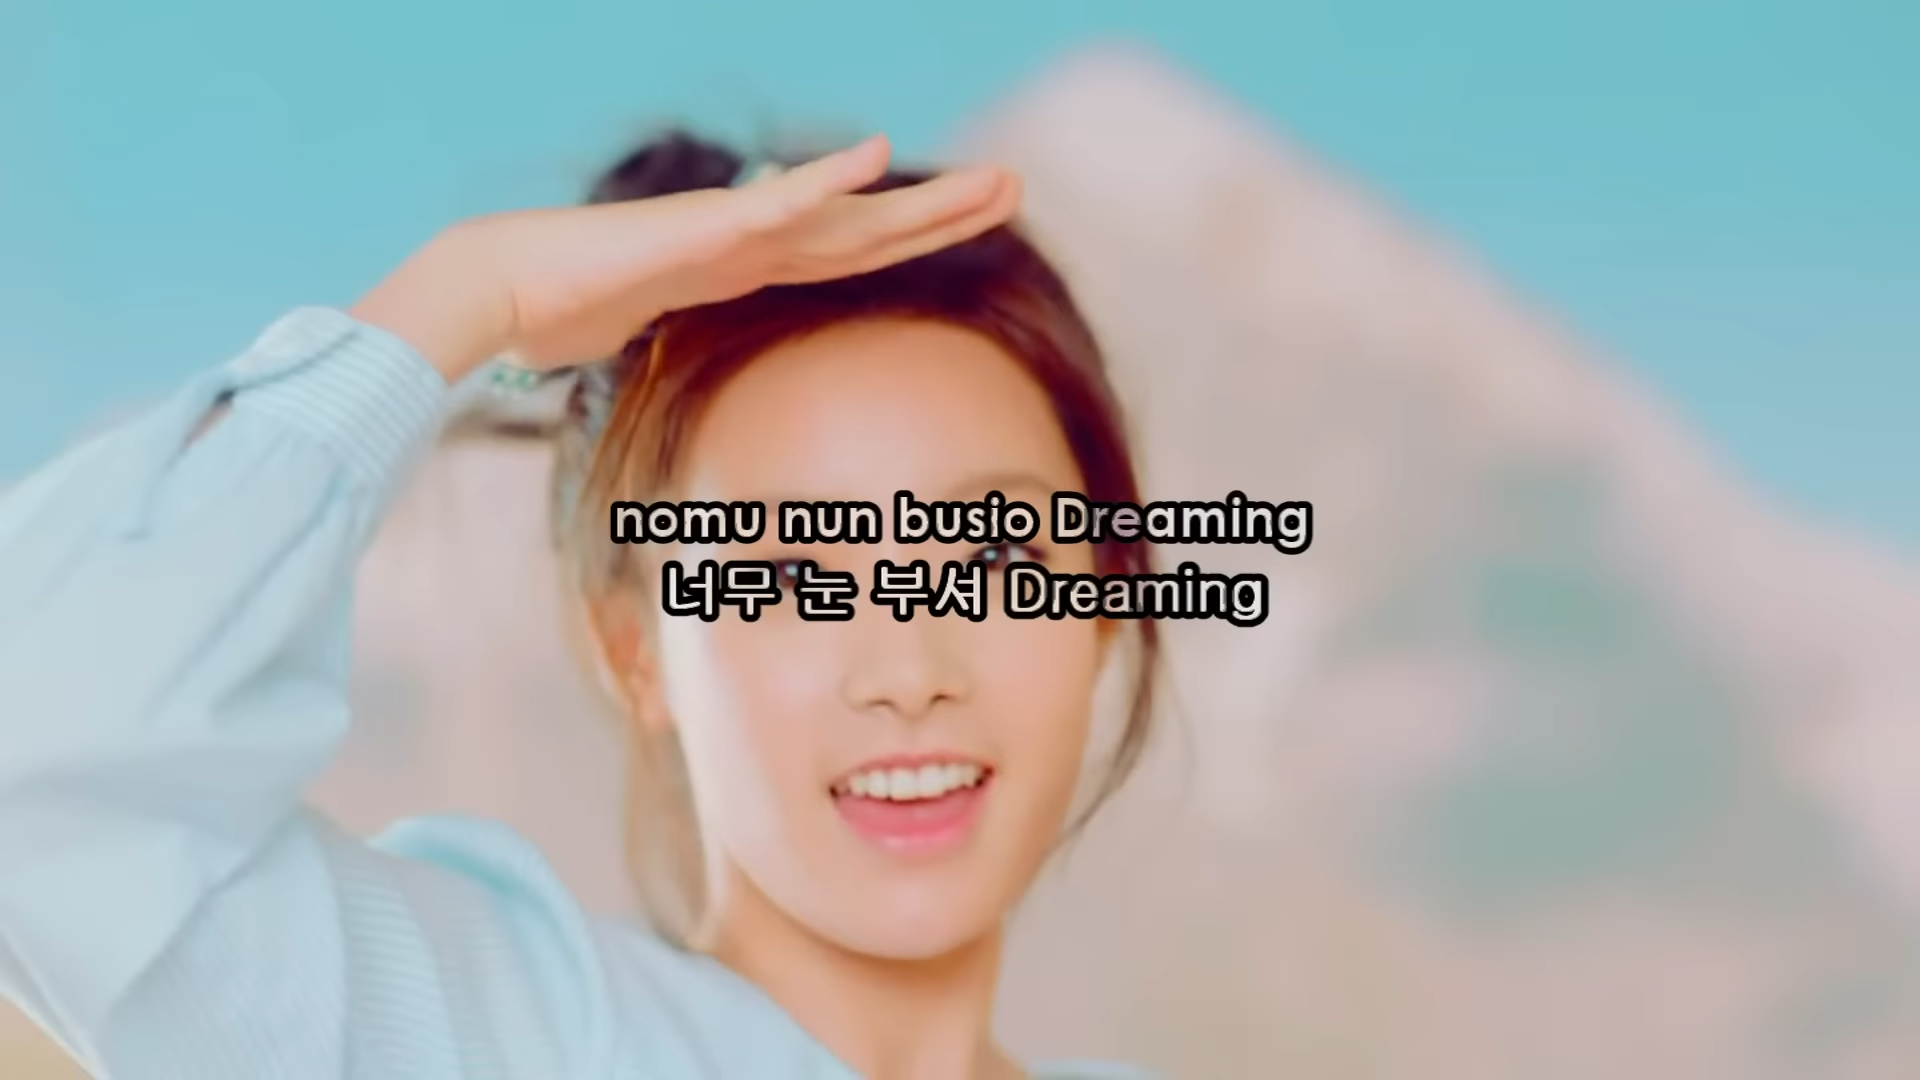 nomu nun busio Dreaming
너무 눈 부셔 Dreaming